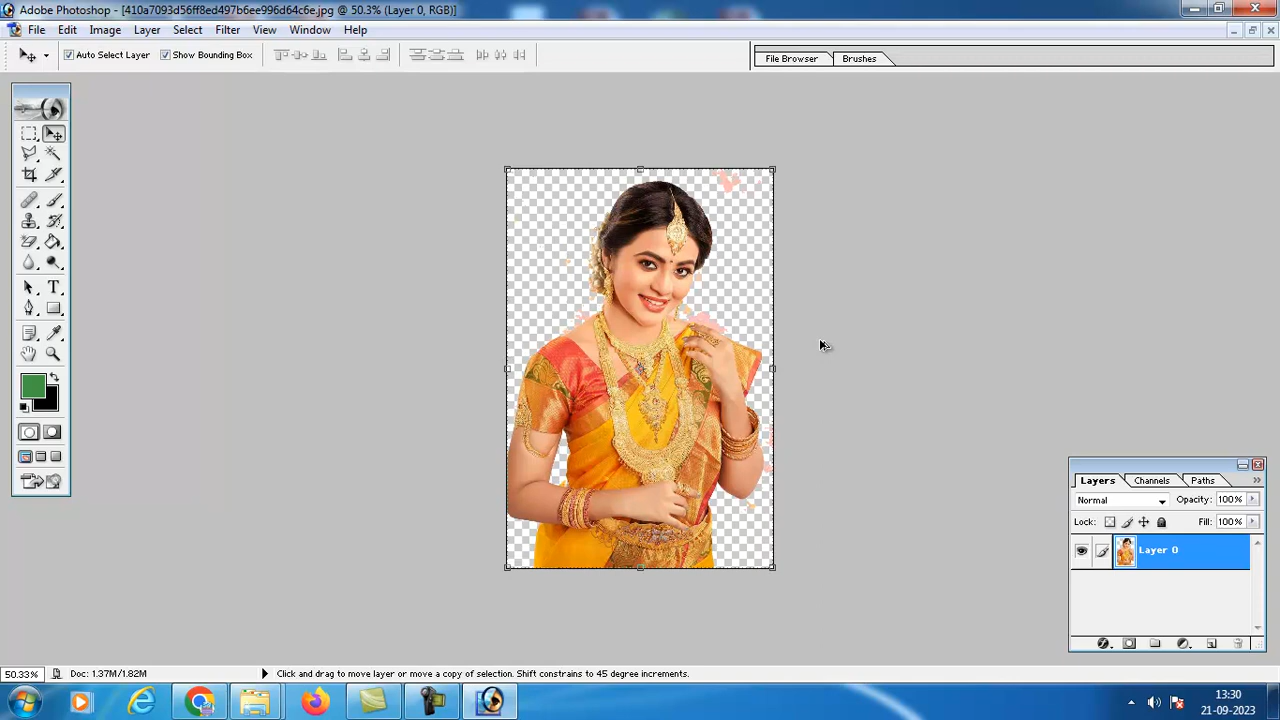 Adobe Photoshop - [410a7093d56ff8ed497b6ee996d64c6e.jpg @ 50.3% (Layer 0, RGB)]
File Edit Image Layer Select Filter View Window Help
Auto Select Layer Show Bounding Box File Browser Brushes
T
Layers Channels Paths
Normal Opacity: 100%
Lock: Fill: 100%
Layer 0
50.33% Doc: 1.37M/1.82M Click and drag to move layer or move a copy of selection. Shift constrains to 45 degree increments.
13:30
21-09-2023